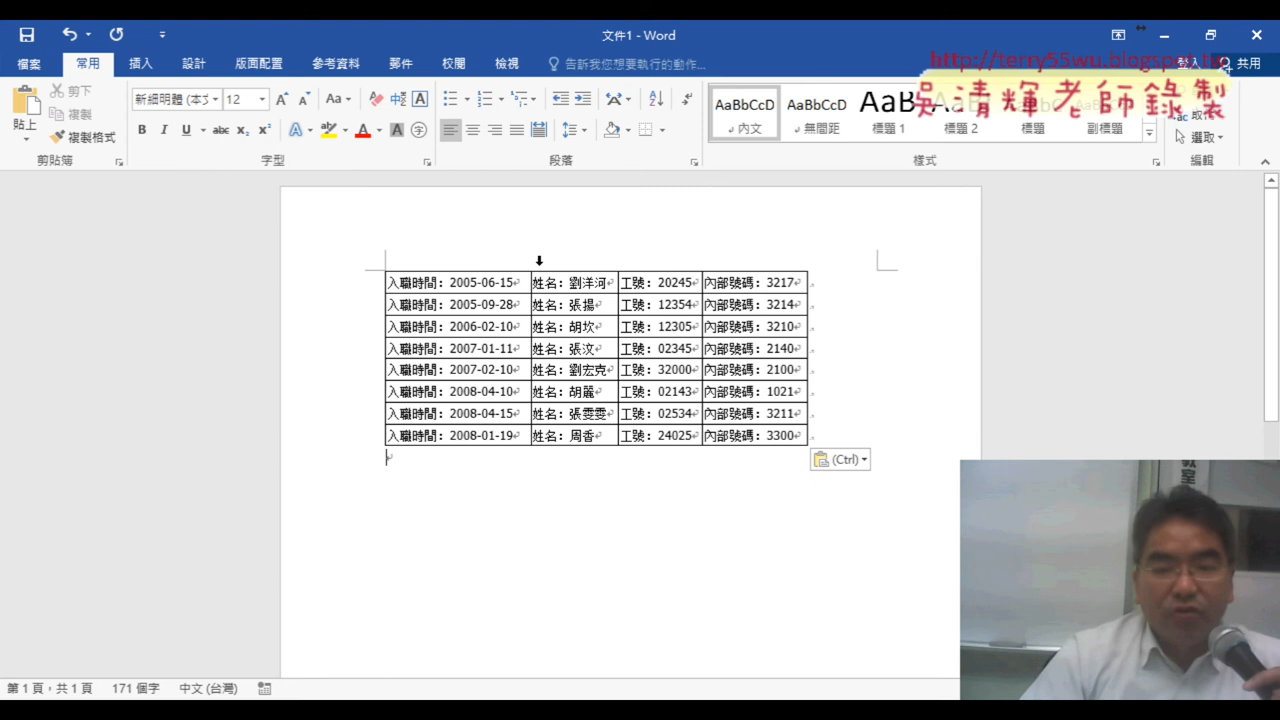 文件1 - Word
http://terry55wu.blogspot.tw
檔案 常用 插入 設計 版面配置 參考資料 郵件 校閱 檢視 告訴我您想要執行的動作... 登入 共用
吳清輝老師錄製
貼上 剪下 複製 複製格式
剪貼簿
新細明體 (本文 12
字型
段落
AaBbCcD AaBbCcD AaB
內文 無間距 標題 1 標題 2 標題 副標題
樣式
選取
編輯
入職時間：2005-06-15 姓名：劉洋河 工號：20245 內部號碼：3217
入職時間：2005-09-28 姓名：張揚 工號：12354 內部號碼：3214
入職時間：2006-02-10 姓名：胡坎 工號：12305 內部號碼：3210
入職時間：2007-01-11 姓名：張汶 工號：02345 內部號碼：2140
入職時間：2007-02-10 姓名：劉宏克 工號：32000 內部號碼：2100
入職時間：2008-04-10 姓名：胡麗 工號：02143 內部號碼：1021
入職時間：2008-04-15 姓名：張雯雯 工號：02534 內部號碼：3211
入職時間：2008-01-19 姓名：周香 工號：24025 內部號碼：3300
(Ctrl)
教室
第 1 頁，共 1 頁 171 個字 中文 (台灣)